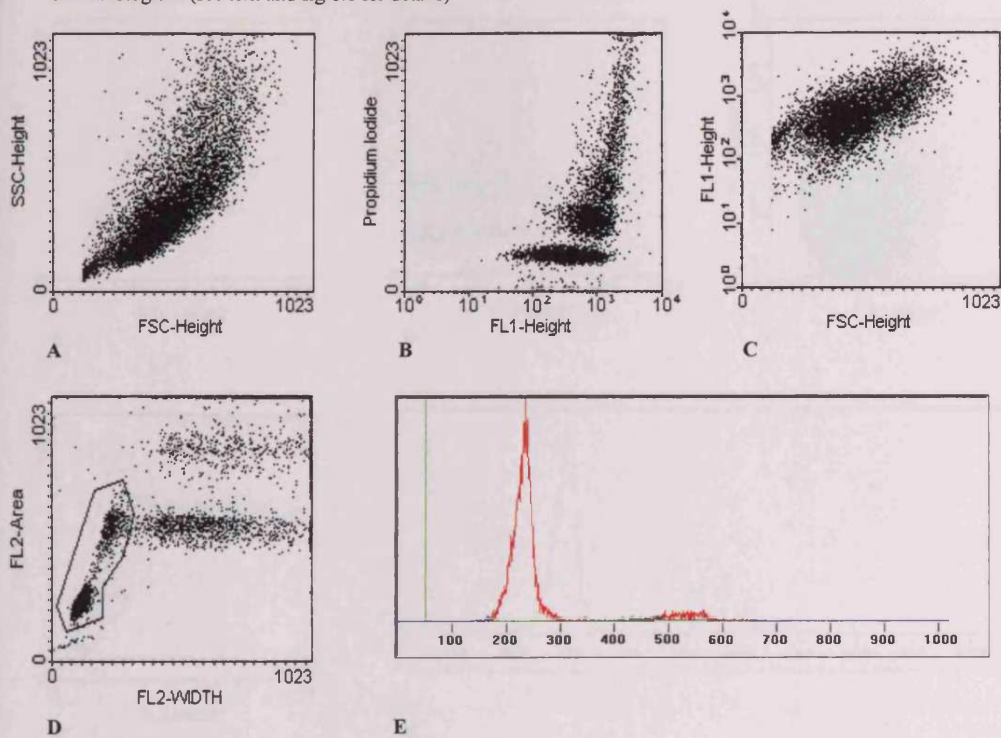 SSC-Height
1023
0
0
1023
FSC-Height
A
Propidium Iodide
1023
0
10⁰
10¹
10²
10³
10⁴
FL1-Height
B
FL1-Height
10⁴
10³
10²
10¹
10⁰
0
1023
FSC-Height
C
FL2-Area
1023
0
0
1023
FL2-WIDTH
D
100 200 300 400 500 600 700 800 900 1000
E